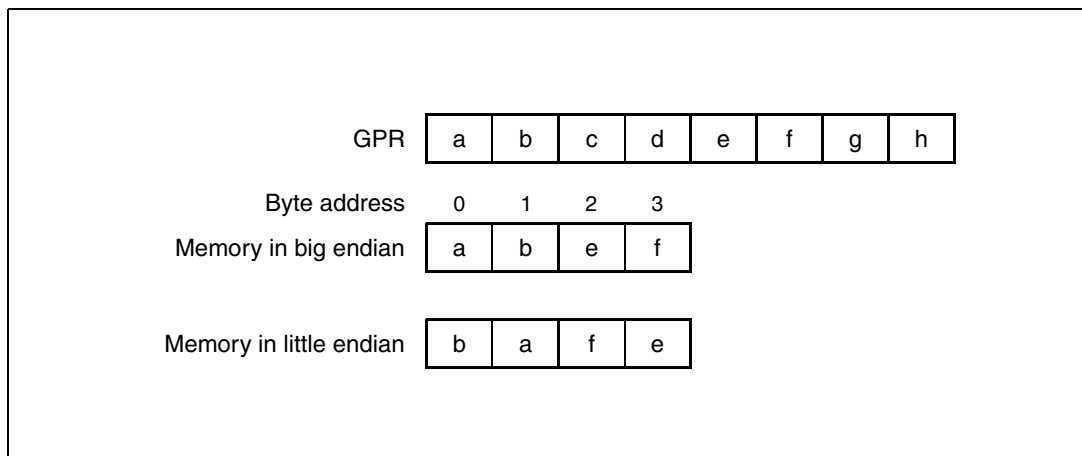 GPR a b c d e f g h
Byte address 0 1 2 3
Memory in big endian a b e f
Memory in little endian b a f e